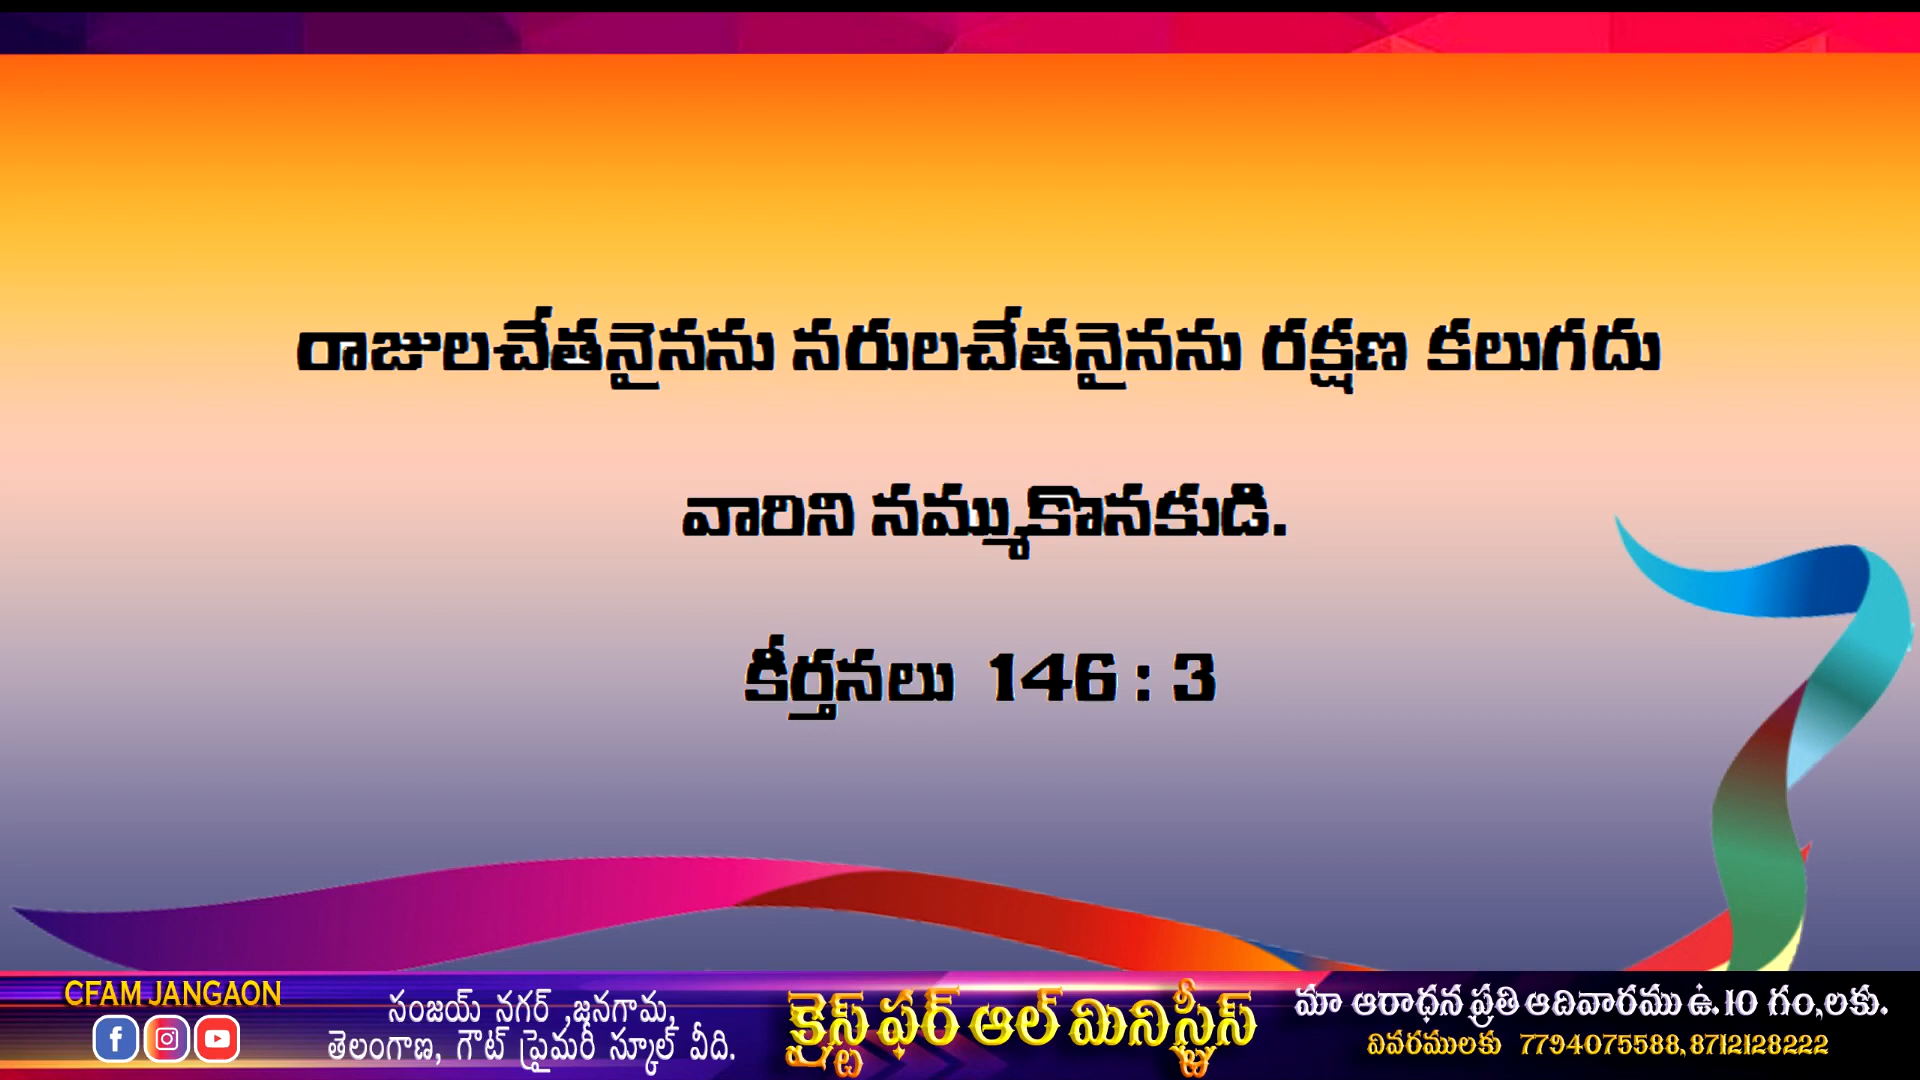 రాజులచేతనైనను నరులచేతనైనను రక్షణ కలుగదు
వారిని నమ్ముకొనకుడి.
కీర్తనలు 146 : 3
CFAM JANGAON
సంజయ్ నగర్ ,జనగామ,
తెలంగాణ, గౌట్ ప్రైమరీ స్కూల్ వీది.
క్రైస్ట్ ఫర్ ఆల్ మినిస్ట్రీస్
మా ఆరాధన ప్రతి ఆదివారము ఉ.10 గం,లకు.
వివరములకు 7794075588, 8712128222